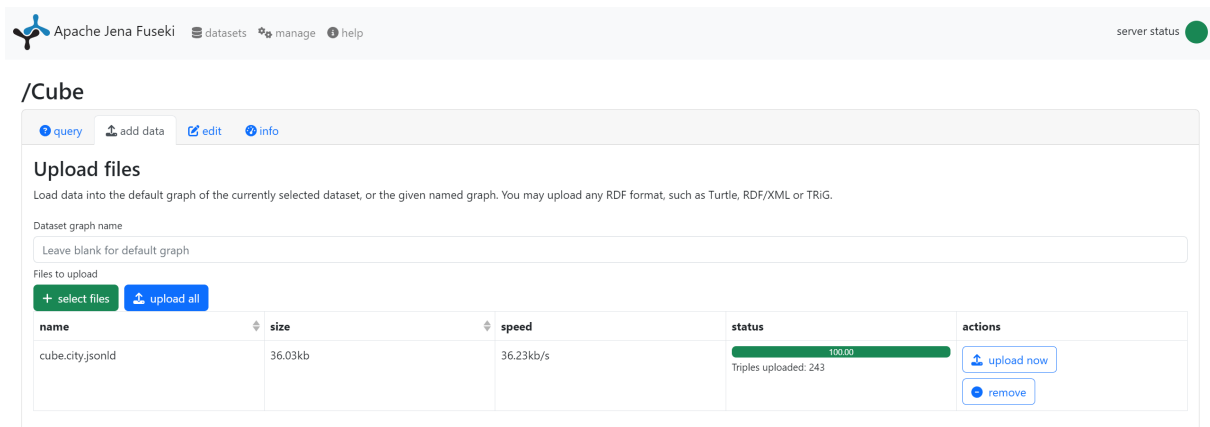 Apache Jena Fuseki datasets manage help server status
/Cube
query add data edit info
Upload files
Load data into the default graph of the currently selected dataset, or the given named graph. You may upload any RDF format, such as Turtle, RDF/XML or TRiG.
Dataset graph name
Leave blank for default graph
Files to upload
+ select files upload all
name size speed status actions
cube.city.jsonld 36.03kb 36.23kb/s 100.00 upload now
Triples uploaded: 243
remove